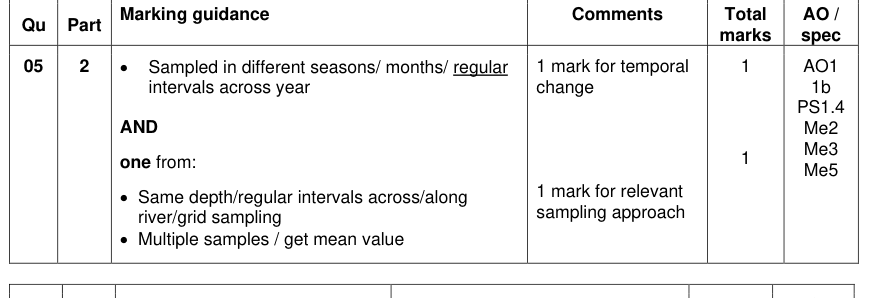 Qu Part Marking guidance Comments Total marks AO / spec
05 2 • Sampled in different seasons/ months/ regular 1 mark for temporal 1 AO1
intervals across year change 1b
PS1.4
AND Me2
Me3
one from: 1 Me5
• Same depth/regular intervals across/along 1 mark for relevant
river/grid sampling sampling approach
• Multiple samples / get mean value